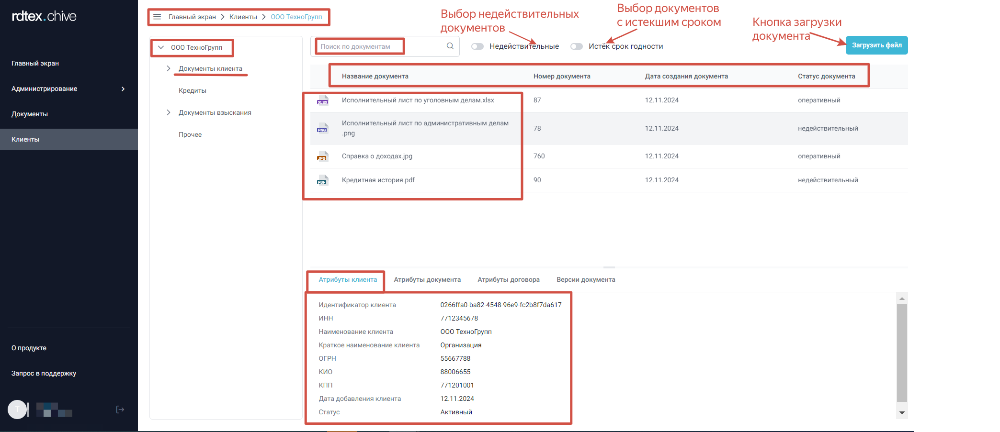 rdtex.chive
Главный экран
Администрирование
Документы
Клиенты
О продукте
Запрос в поддержку
T
Главный экран > Клиенты > ООО ТехноГрупп
ООО ТехноГрупп
Документы клиента
Кредиты
Документы взыскания
Прочее
Выбор недействительных
документов
Выбор документов
с истекшим сроком
Кнопка загрузки
документа
Поиск по документам
Недействительные
Истёк срок годности
Загрузить файл
Название документа Номер документа Дата создания документа Статус документа
XLSX Исполнительный лист по уголовным делам.xlsx 87 12.11.2024 оперативный
PNG Исполнительный лист по административным делам
.png 78 12.11.2024 недействительный
JPG Справка о доходах.jpg 760 12.11.2024 оперативный
PDF Кредитная история.pdf 90 12.11.2024 недействительный
Атрибуты клиента Атрибуты документа Атрибуты договора Версии документа
Идентификатор клиента 0266ffa0-ba82-4548-96e9-fc2b8f7da617
ИНН 7712345678
Наименование клиента ООО ТехноГрупп
Краткое наименование клиента Организация
ОГРН 55667788
КИО 88006655
КПП 771201001
Дата добавления клиента 12.11.2024
Статус Активный